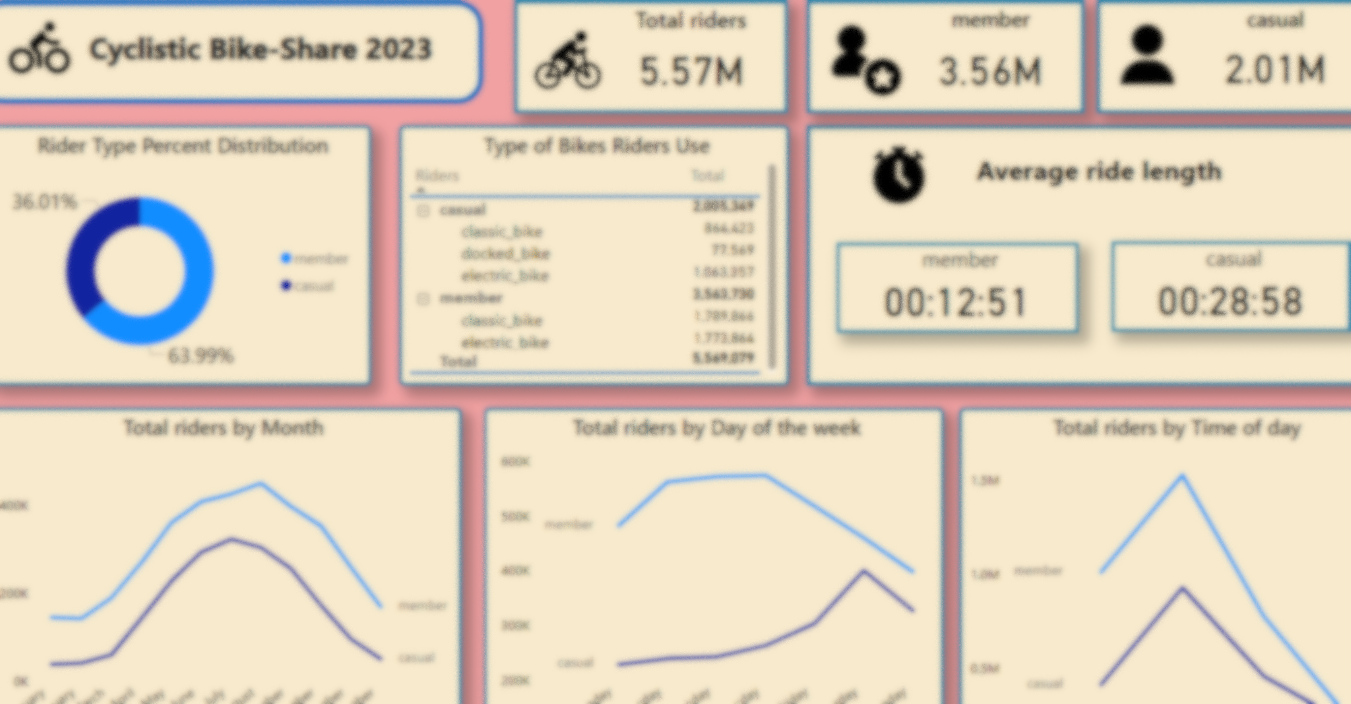 Cyclistic Bike-Share 2023
Total riders
5.57M
member
3.56M
casual
2.01M
Rider Type Percent Distribution
36.01%
63.99%
member
casual
Type of Bikes Riders Use
Riders Total
casual 2,005,349
classic_bike 864,423
docked_bike 77,569
electric_bike 1,063,357
member 3,563,730
classic_bike 1,789,866
electric_bike 1,773,864
Total 5,569,079
Average ride length
member
00:12:51
casual
00:28:58
Total riders by Month
400K
200K
0K
member
casual
April
May
Total riders by Day of the week
600K
500K
400K
300K
200K
member
casual
Total riders by Time of day
1.5M
1.0M
0.5M
member
casual